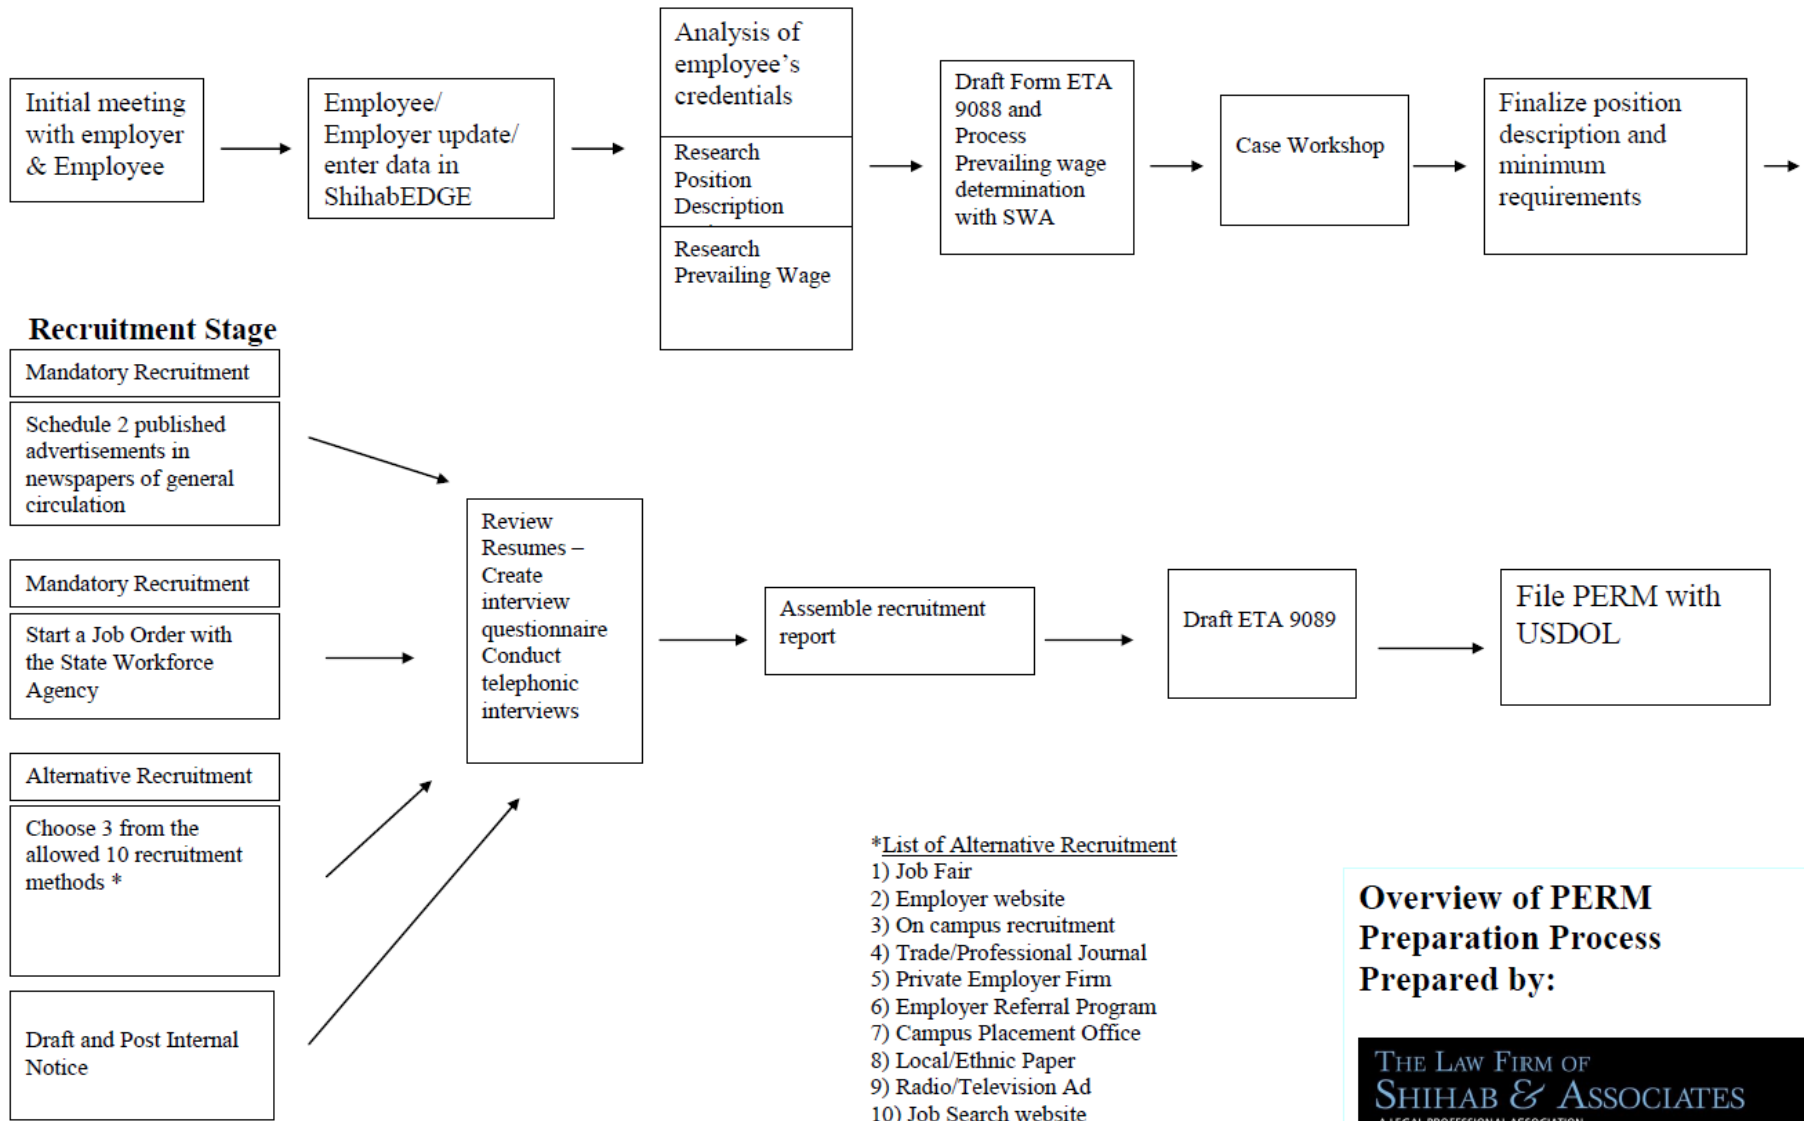 Initial meeting
with employer
& Employee
Employee/
Employer update/
enter data in
ShihabEDGE
Analysis of
employee’s
credentials
Research
Position
Description
Research
Prevailing Wage
Draft Form ETA
9088 and
Process
Prevailing wage
determination
with SWA
Case Workshop
Finalize position
description and
minimum
requirements
Recruitment Stage
Mandatory Recruitment
Schedule 2 published
advertisements in
newspapers of general
circulation
Mandatory Recruitment
Start a Job Order with
the State Workforce
Agency
Alternative Recruitment
Choose 3 from the
allowed 10 recruitment
methods *
Draft and Post Internal
Notice
Review
Resumes –
Create
interview
questionnaire
Conduct
telephonic
interviews
Assemble recruitment
report
Draft ETA 9089
File PERM with
USDOL
*List of Alternative Recruitment
1) Job Fair
2) Employer website
3) On campus recruitment
4) Trade/Professional Journal
5) Private Employer Firm
6) Employer Referral Program
7) Campus Placement Office
8) Local/Ethnic Paper
9) Radio/Television Ad
10) Job Search website
Overview of PERM
Preparation Process
Prepared by:
THE LAW FIRM OF
SHIHAB & ASSOCIATES
A LEGAL PROFESSIONAL ASSOCIATION